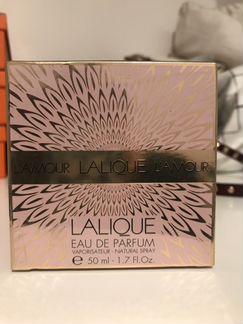 L'AMOUR LALIQUE L'AMOUR
LALIQUE
EAU DE PARFUM
VAPORISATEUR - NATURAL SPRAY
e 50 ml - 1.7 Fl.Oz.